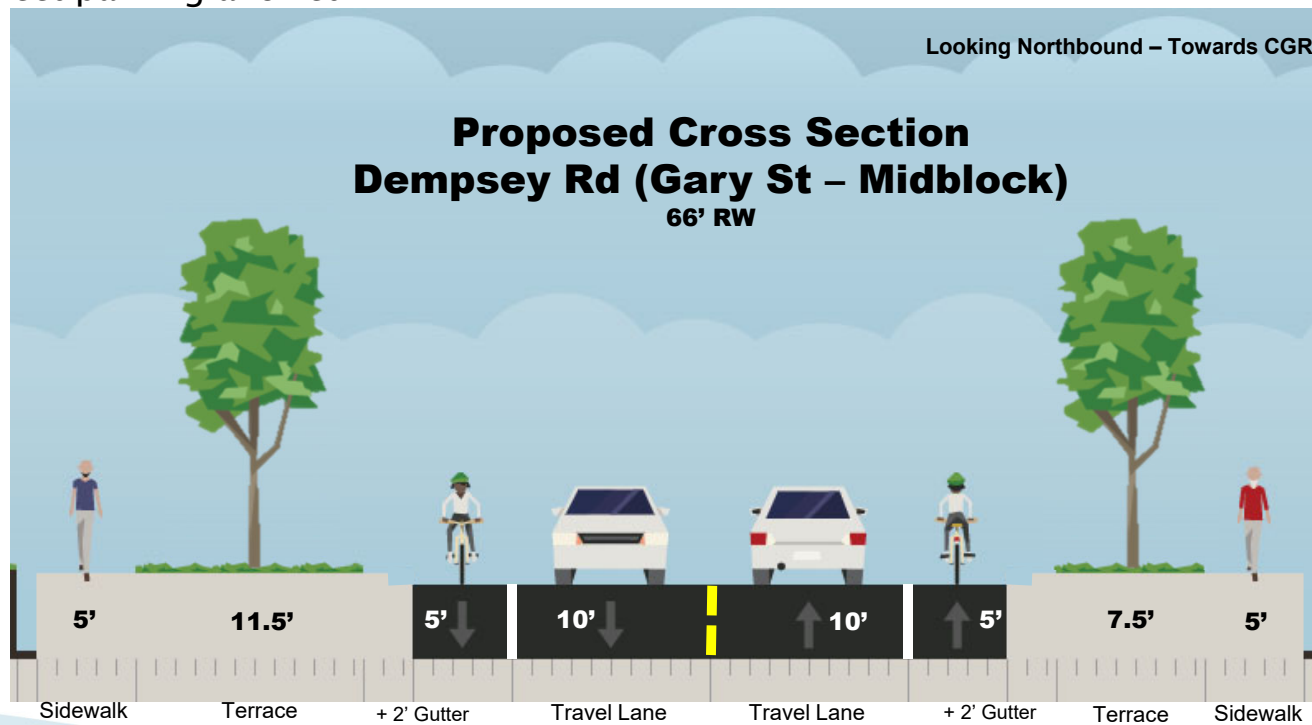 Looking Northbound – Towards CGR
Proposed Cross Section
Dempsey Rd (Gary St – Midblock)
66’ RW
5’ 11.5’ 5’ 10’ 10’ 5’ 7.5’ 5’
Sidewalk Terrace + 2’ Gutter Travel Lane Travel Lane + 2’ Gutter Terrace Sidewalk